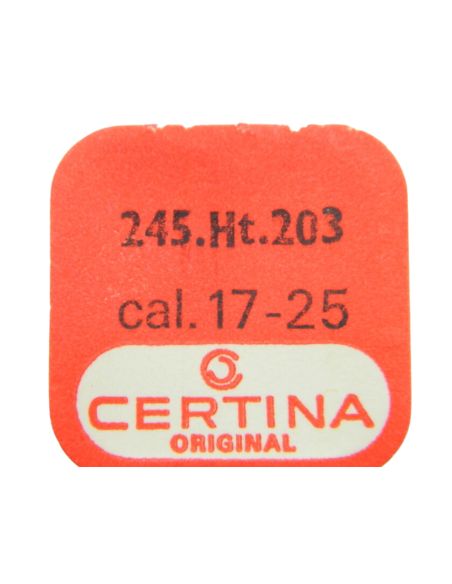 245.Ht.203
cal. 17-25
CERTINA
ORIGINAL